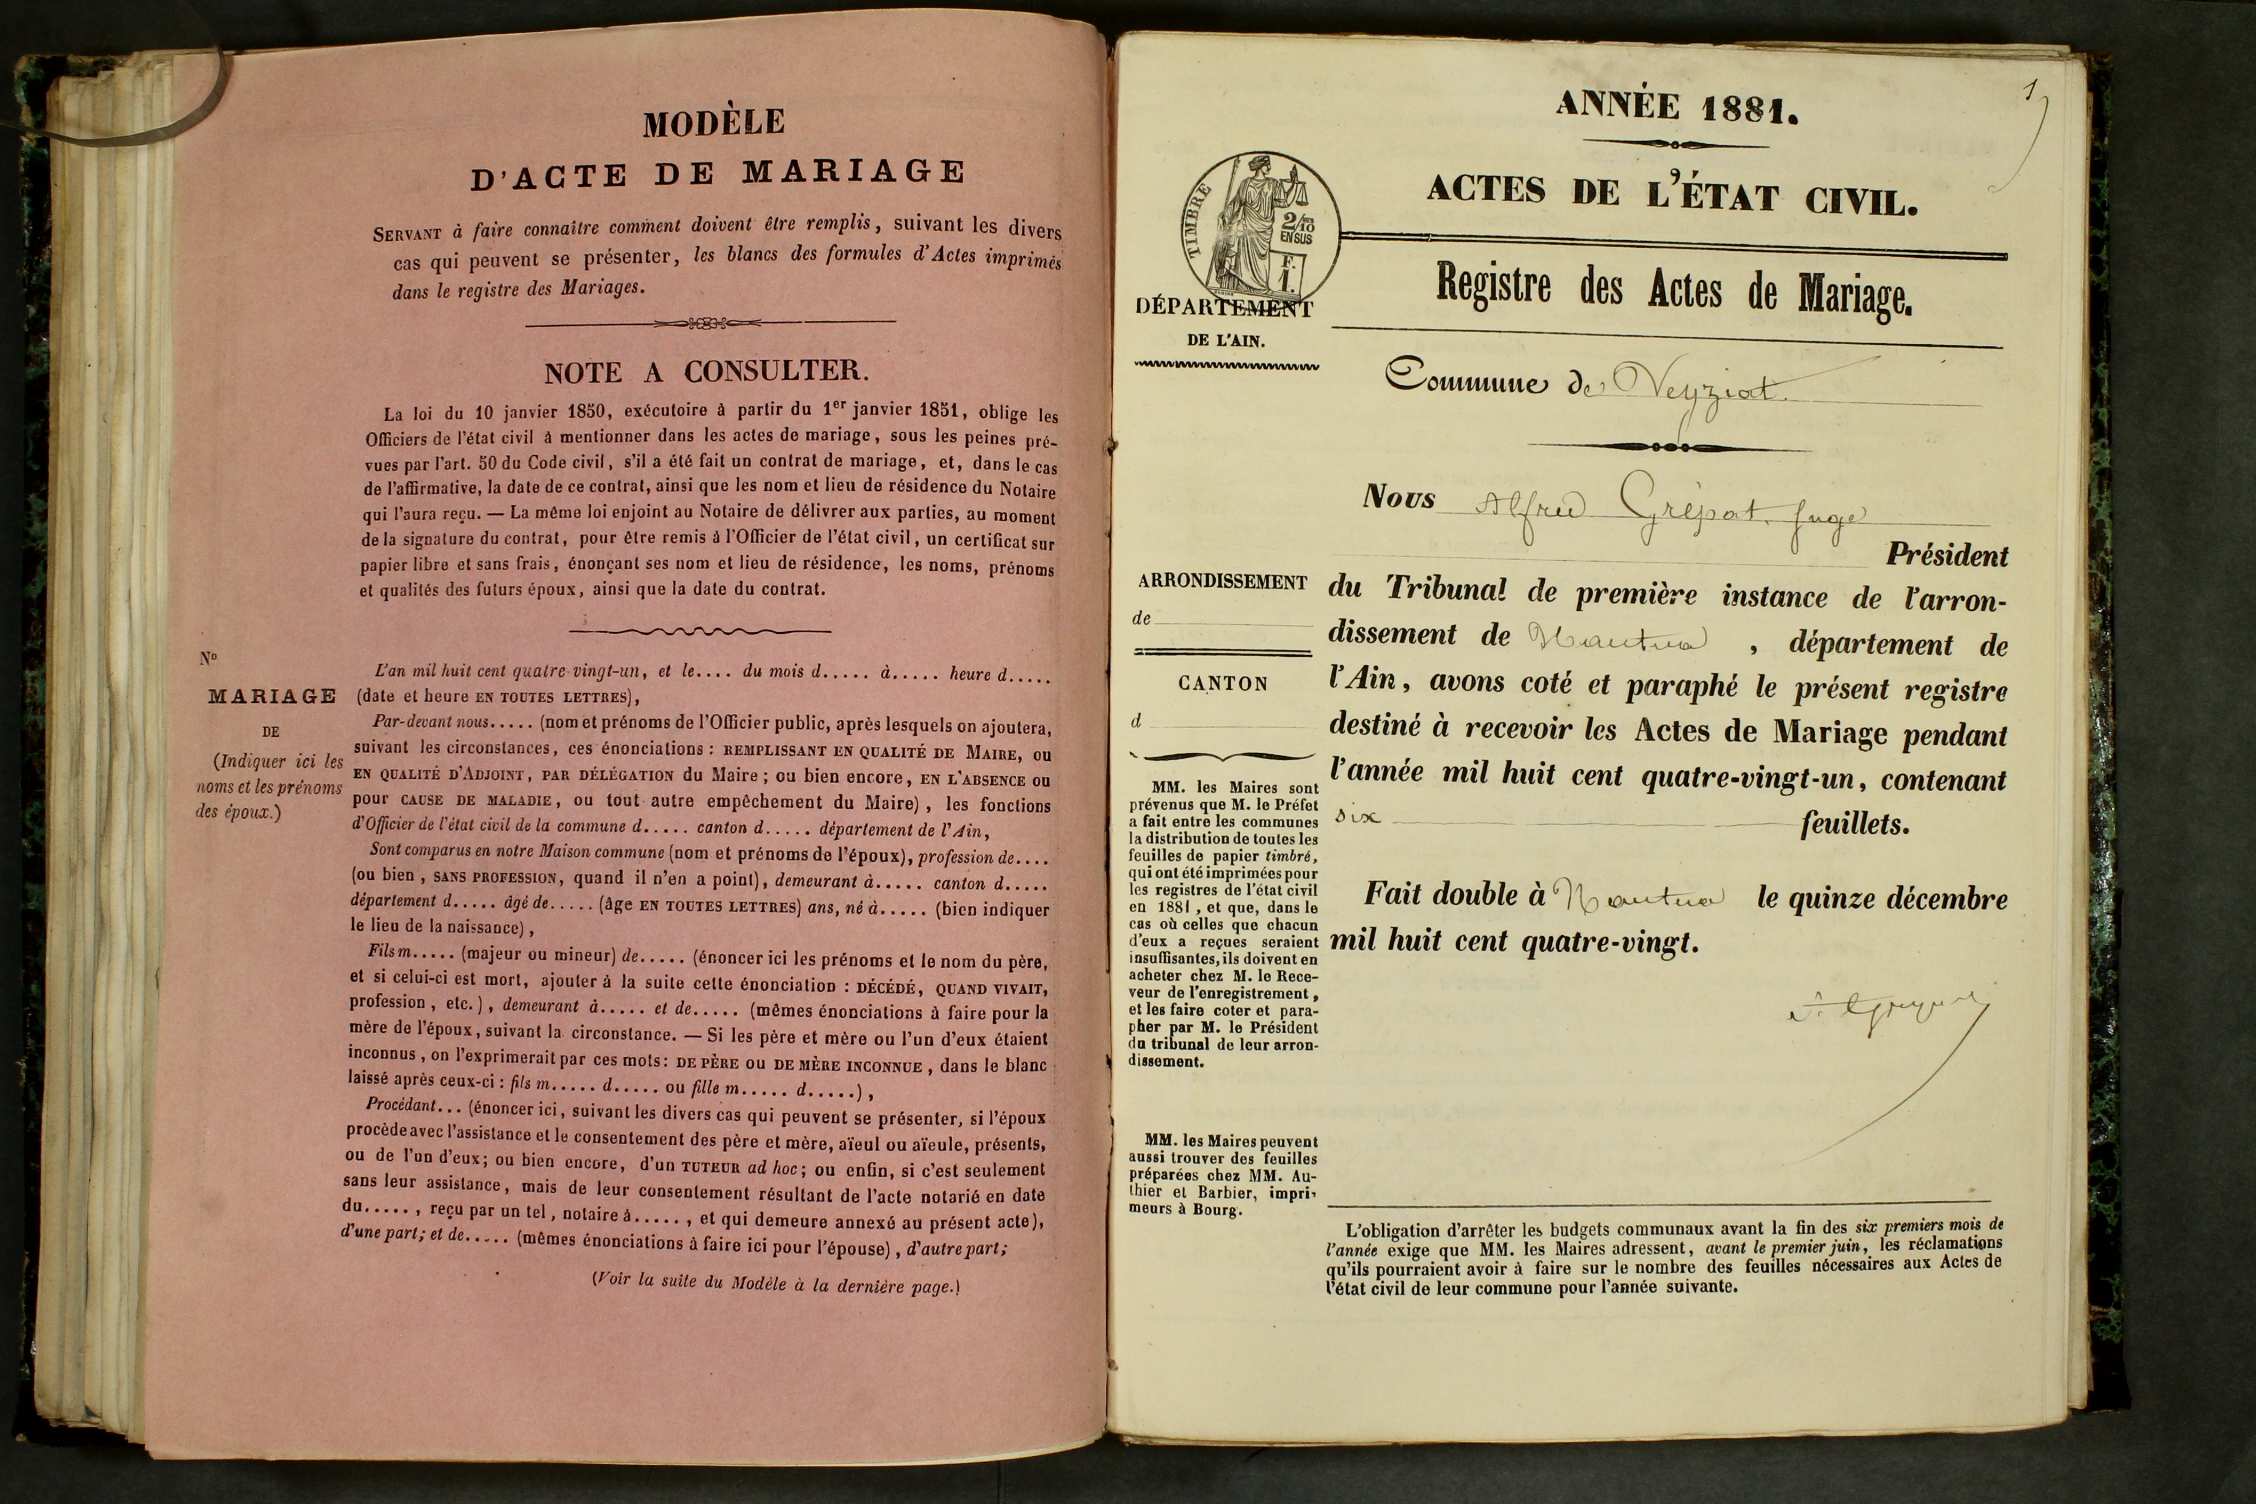 MODÈLE
D'ACTE DE MARIAGE
SERVANT à faire connaître comment doivent être remplis, suivant les divers
cas qui peuvent se présenter, les blancs des formules d'Actes imprimés
dans le registre des Mariages.
NOTE A CONSULTER.
La loi du 10 janvier 1850, exécutoire à partir du 1er janvier 1851, oblige les
Officiers de l'état civil à mentionner dans les actes de mariage, sous les peines pré-
vues par l'art. 50 du Code civil, s'il a été fait un contrat de mariage, et, dans le cas
de l'affirmative, la date de ce contrat, ainsi que les nom et lieu de résidence du Notaire
qui l'aura reçu. — La même loi enjoint au Notaire de délivrer aux parties, au moment
de la signature du contrat, pour être remis à l'Officier de l'état civil, un certificat sur
papier libre et sans frais, énonçant ses nom et lieu de résidence, les noms, prénoms
et qualités des futurs époux, ainsi que la date du contrat.
No
MARIAGE
DE
(Indiquer ici les
noms et les prénoms
des époux.)
L'an mil huit cent quatre-vingt-un, et le.... du mois d..... à..... heure d.....
(date et heure EN TOUTES LETTRES),
Par-devant nous..... (nom et prénoms de l'Officier public, après lesquels on ajoutera,
suivant les circonstances, ces énonciations : REMPLISSANT EN QUALITÉ DE MAIRE, OU
EN QUALITÉ D'ADJOINT, PAR DÉLÉGATION du Maire; ou bien encore, EN L'ABSENCE OU
pour CAUSE DE MALADIE, ou tout autre empêchement du Maire), les fonctions
d'Officier de l'état civil de la commune d..... canton d..... département de l'Ain,
Sont comparus en notre Maison commune (nom et prénoms de l'époux), profession de....
(ou bien, SANS PROFESSION, quand il n'en a point), demeurant à..... canton d.....
département d..... âgé de..... (âge EN TOUTES LETTRES) ans, né à..... (bien indiquer
le lieu de la naissance),
Fils m..... (majeur ou mineur) de..... (énoncer ici les prénoms et le nom du père,
et si celui-ci est mort, ajouter à la suite cette énonciation : DÉCÉDÉ, QUAND VIVAIT,
profession, etc.), demeurant à..... et de..... (mêmes énonciations à faire pour la
mère de l'époux, suivant la circonstance. — Si les père et mère ou l'un d'eux étaient
inconnus, on l'exprimerait par ces mots: DE PÈRE OU DE MÈRE INCONNUE, dans le blanc
laissé après ceux-ci : fils m..... d..... ou fille m..... d.....),
Procédant... (énoncer ici, suivant les divers cas qui peuvent se présenter, si l'époux
procède avec l'assistance et le consentement des père et mère, aïeul ou aïeule, présents,
ou de l'un d'eux; ou bien encore, d'un TUTEUR ad hoc; ou enfin, si c'est seulement
sans leur assistance, mais de leur consentement résultant de l'acte notarié en date
du....., reçu par un tel, notaire à....., et qui demeure annexé au présent acte),
d'une part; et de..... (mêmes énonciations à faire ici pour l'épouse), d'autre part;
(Voir la suite du Modèle à la dernière page.)
1
ANNÉE 1881.
ACTES DE L'ÉTAT CIVIL.
TIMBRE
2/10
EN SUS
F.
1.
DÉPARTEMENT
DE L'AIN.
Registre des Actes de Mariage.
Commune de Veyziat
Nous Alfred Grépat, juge
Président
du Tribunal de première instance de l'arron-
dissement de Nantua, département de
l'Ain, avons coté et paraphé le présent registre
destiné à recevoir les Actes de Mariage pendant
l'année mil huit cent quatre-vingt-un, contenant
six feuillets.
Fait double à Nantua le quinze décembre
mil huit cent quatre-vingt.
ARRONDISSEMENT
de
CANTON
d
MM. les Maires sont
prévenus que M. le Préfet
a fait entre les communes
la distribution de toutes les
feuilles de papier timbré,
qui ont été imprimées pour
les registres de l'état civil
en 1881, et que, dans le
cas où celles que chacun
d'eux a reçues seraient
insuffisantes, ils doivent en
acheter chez M. le Rece-
veur de l'enregistrement,
et les faire coter et para-
pher par M. le Président
du tribunal de leur arron-
dissement.
MM. les Maires peuvent
aussi trouver des feuilles
préparées chez MM. Au-
thier et Barbier, impri-
meurs à Bourg.
L'obligation d'arrêter les budgets communaux avant la fin des six premiers mois de
l'année exige que MM. les Maires adressent, avant le premier juin, les réclamations
qu'ils pourraient avoir à faire sur le nombre des feuilles nécessaires aux Actes de
l'état civil de leur commune pour l'année suivante.